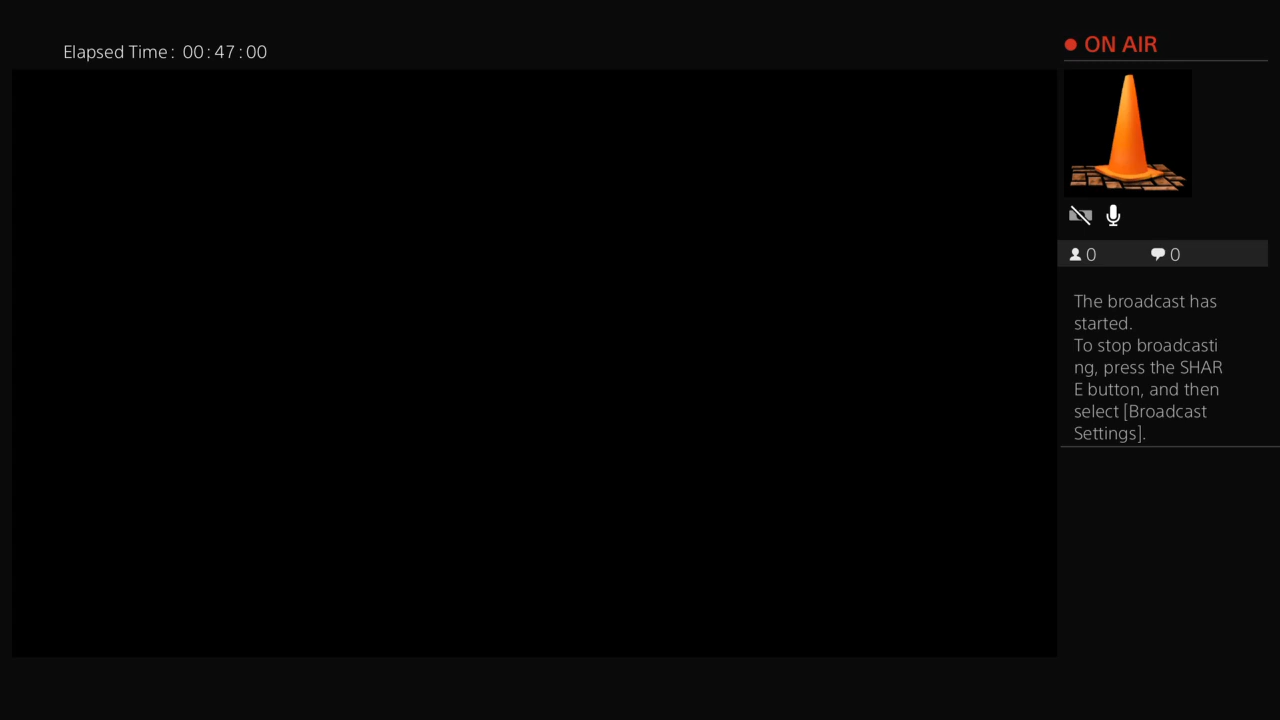 Elapsed Time: 00:47:00
ON AIR
0 0
The broadcast has
started.
To stop broadcasti
ng, press the SHAR
E button, and then
select [Broadcast
Settings].